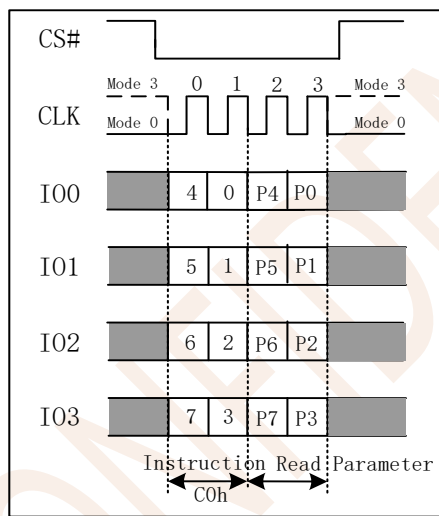 CS#
Mode 3 0 1 2 3 Mode 3
CLK
Mode 0 Mode 0
IO0 4 0 P4 P0
IO1 5 1 P5 P1
IO2 6 2 P6 P2
IO3 7 3 P7 P3
Instruction Read Parameter
C0h